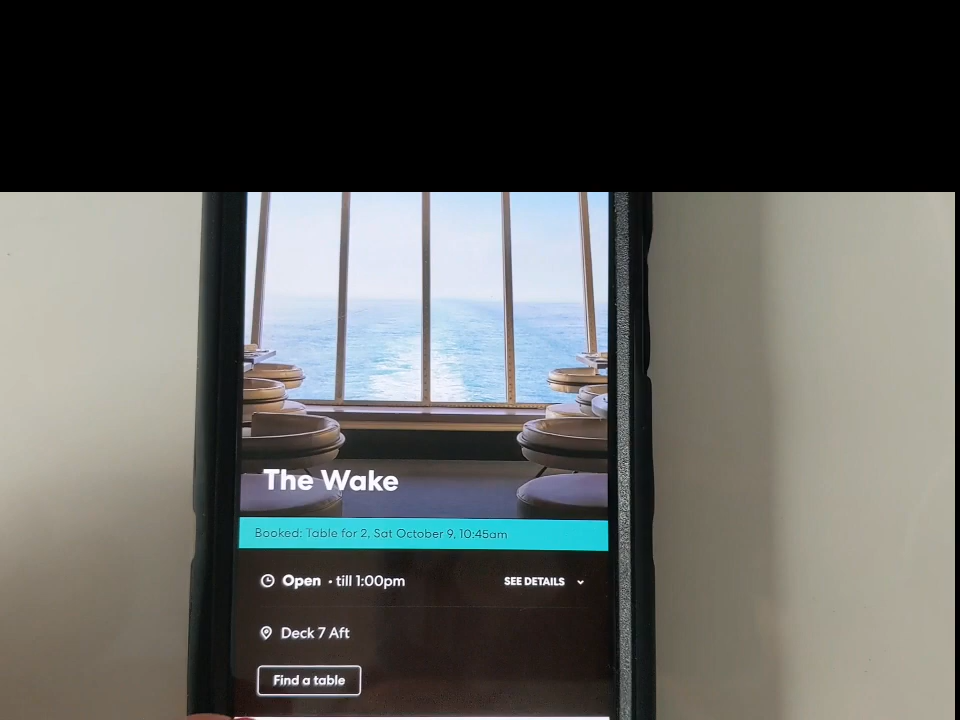 The Wake
Booked: Table for 2, Sat October 9, 10:45am
Open · till 1:00pm SEE DETAILS
Deck 7 Aft
Find a table